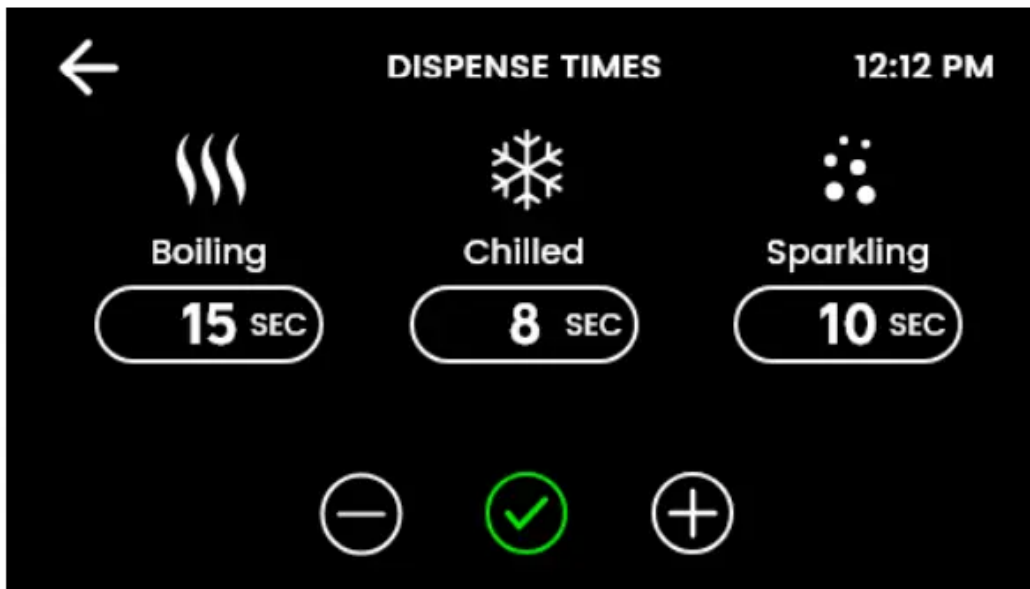 DISPENSE TIMES 12:12 PM
Boiling Chilled Sparkling
15 SEC 8 SEC 10 SEC